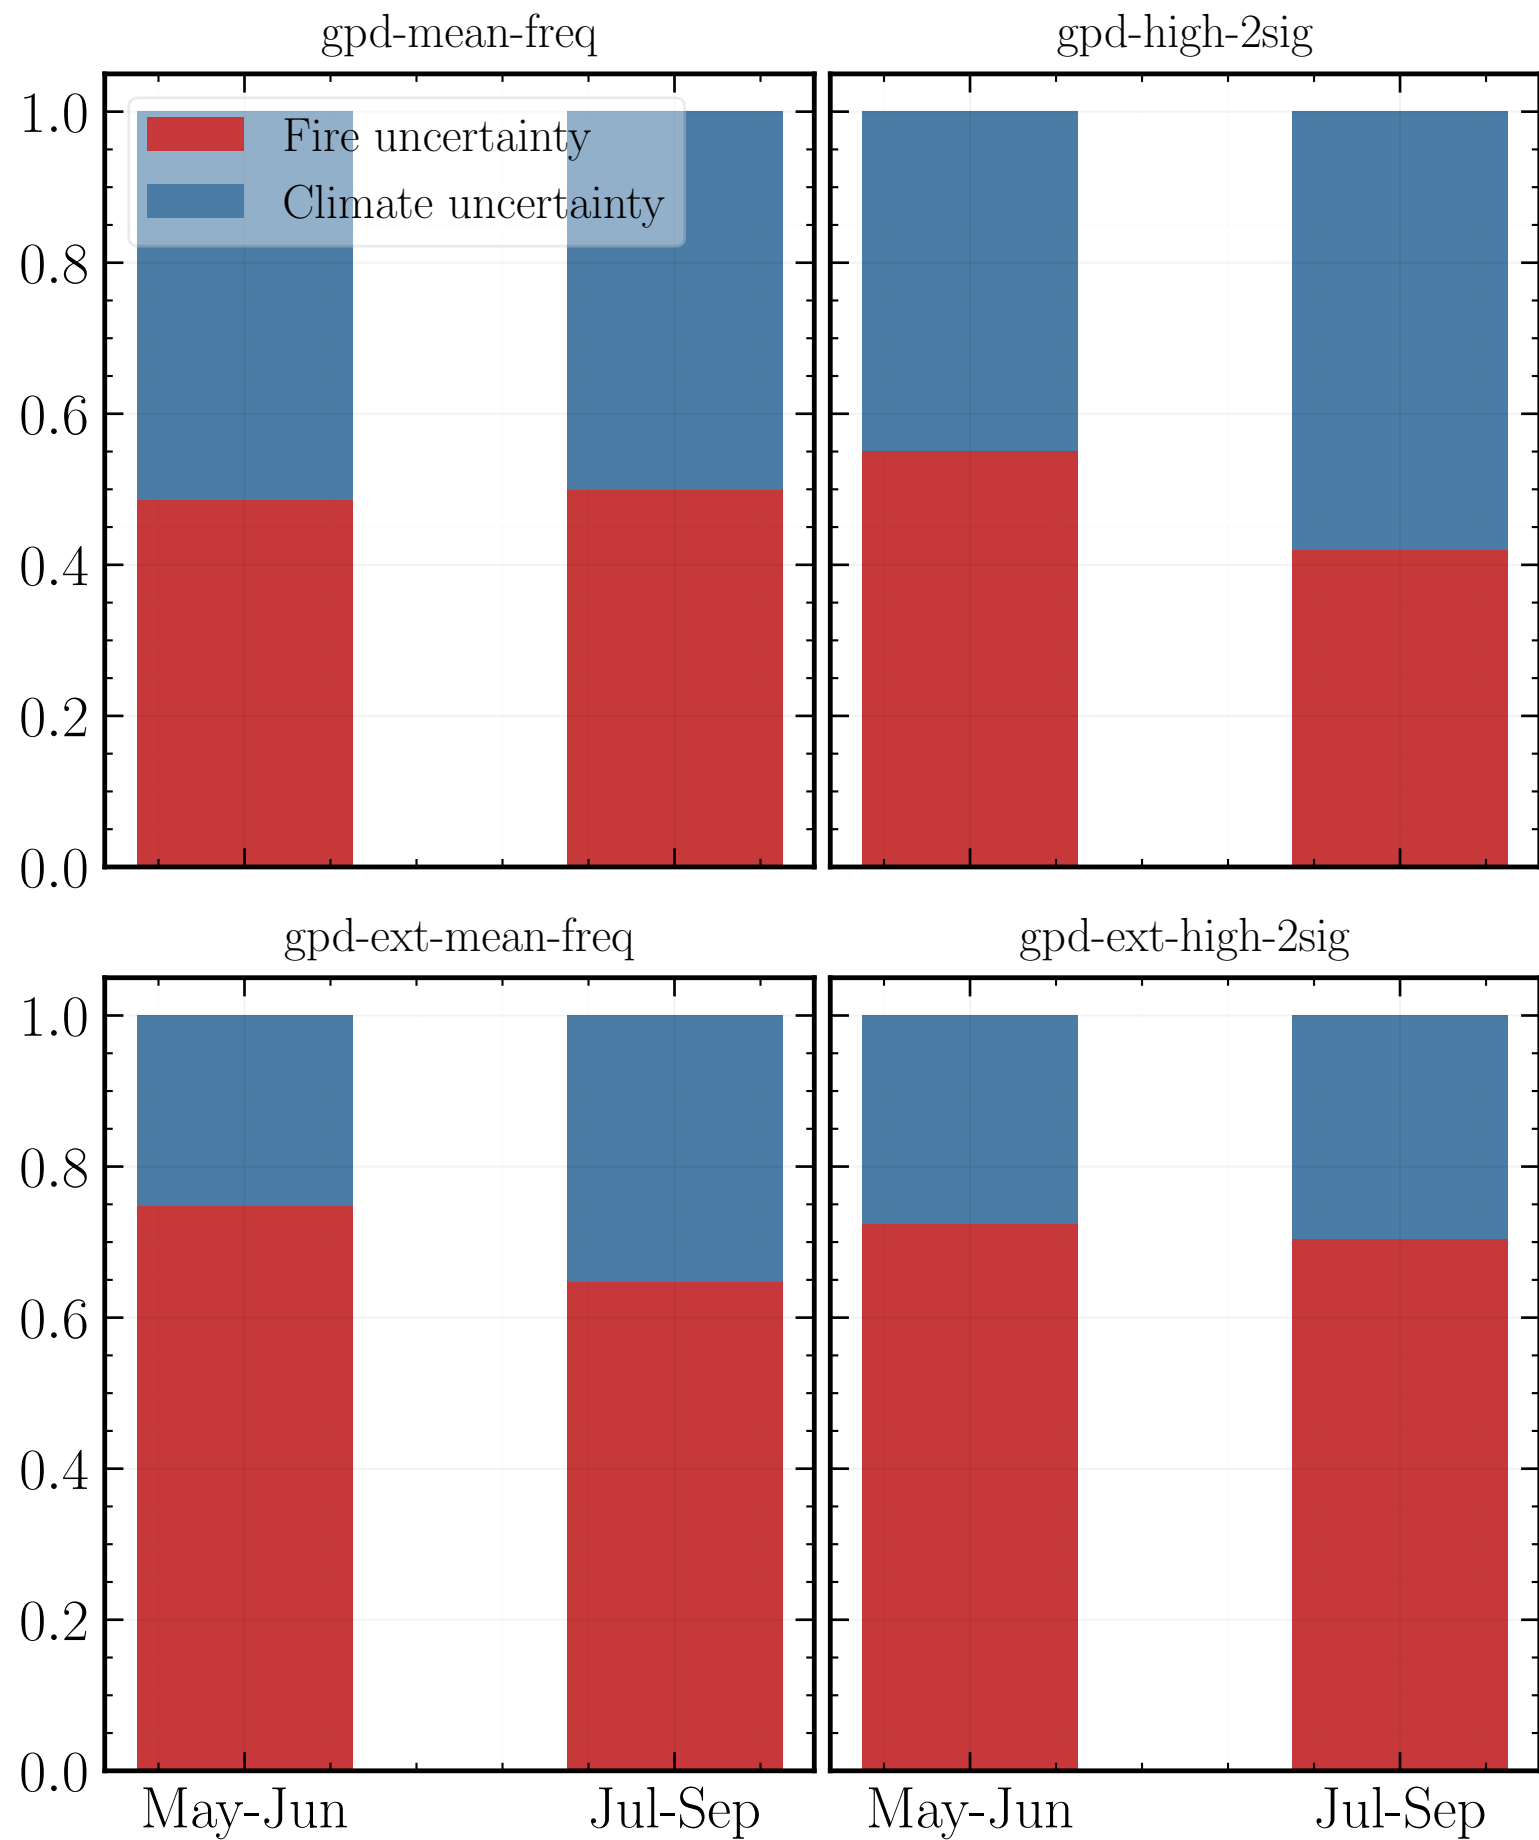 gpd-mean-freq
gpd-high-2sig
1.0
0.8
0.6
0.4
0.2
0.0
Fire uncertainty
Climate uncertainty
gpd-ext-mean-freq
gpd-ext-high-2sig
1.0
0.8
0.6
0.4
0.2
0.0
May-Jun
Jul-Sep
May-Jun
Jul-Sep